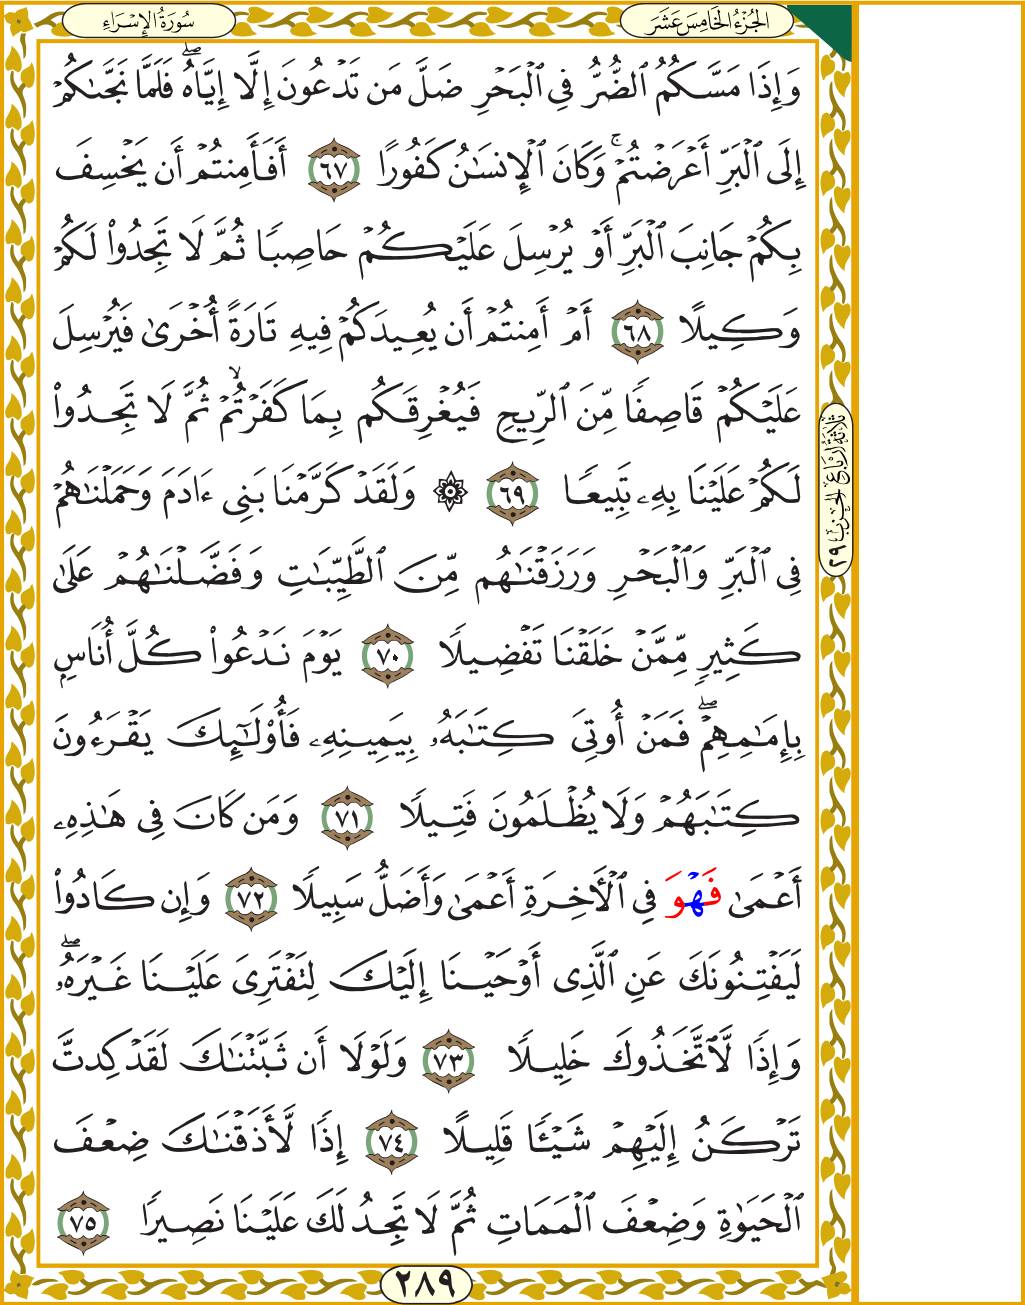 سُورَةُ الإِسْرَاءِ
الجُزْءُ الخَامِسَ عَشَرَ
وَإِذَا مَسَّكُمُ ٱلضُّرُّ فِي ٱلْبَحْرِ ضَلَّ مَن تَدْعُونَ إِلَّا إِيَّاهُۖ فَلَمَّا نَجَّىٰكُمْ
إِلَى ٱلْبَرِّ أَعْرَضْتُمْۚ وَكَانَ ٱلْإِنسَٰنُ كَفُورًا ٦٧ أَفَأَمِنتُمْ أَن يَخْسِفَ
بِكُمْ جَانِبَ ٱلْبَرِّ أَوْ يُرْسِلَ عَلَيْكُمْ حَاصِبًا ثُمَّ لَا تَجِدُوا۟ لَكُمْ
وَكِيلًا ٦٨ أَمْ أَمِنتُمْ أَن يُعِيدَكُمْ فِيهِ تَارَةً أُخْرَىٰ فَيُرْسِلَ
عَلَيْكُمْ قَاصِفًا مِّنَ ٱلرِّيحِ فَيُغْرِقَكُم بِمَا كَفَرْتُمْۙ ثُمَّ لَا تَجِدُوا۟
لَكُمْ عَلَيْنَا بِهِۦ تَبِيعًا ٦٩ ۞ وَلَقَدْ كَرَّمْنَا بَنِي ءَادَمَ وَحَمَلْنَٰهُمْ
فِي ٱلْبَرِّ وَٱلْبَحْرِ وَرَزَقْنَٰهُم مِّنَ ٱلطَّيِّبَٰتِ وَفَضَّلْنَٰهُمْ عَلَىٰ
كَثِيرٍ مِّمَّنْ خَلَقْنَا تَفْضِيلًا ٧٠ يَوْمَ نَدْعُوا۟ كُلَّ أُنَاسٍۭ
بِإِمَٰمِهِمْۖ فَمَنْ أُوتِيَ كِتَٰبَهُۥ بِيَمِينِهِۦ فَأُو۟لَٰٓئِكَ يَقْرَءُونَ
كِتَٰبَهُمْ وَلَا يُظْلَمُونَ فَتِيلًا ٧١ وَمَن كَانَ فِي هَٰذِهِۦ
أَعْمَىٰ فَهْوَ فِي ٱلْأَخِرَةِ أَعْمَىٰ وَأَضَلُّ سَبِيلًا ٧٢ وَإِن كَادُوا۟
لَيَفْتِنُونَكَ عَنِ ٱلَّذِي أَوْحَيْنَا إِلَيْكَ لِتَفْتَرِيَ عَلَيْنَا غَيْرَهُۥۖ
وَإِذًا لَّٱتَّخَذُوكَ خَلِيلًا ٧٣ وَلَوْلَا أَن ثَبَّتْنَٰكَ لَقَدْ كِدتَّ
تَرْكَنُ إِلَيْهِمْ شَيْـًٔا قَلِيلًا ٧٤ إِذًا لَّأَذَقْنَٰكَ ضِعْفَ
ٱلْحَيَوٰةِ وَضِعْفَ ٱلْمَمَاتِ ثُمَّ لَا تَجِدُ لَكَ عَلَيْنَا نَصِيرًا ٧٥
ثلاثة أرباع الحزب ٢٩
٢٨٩